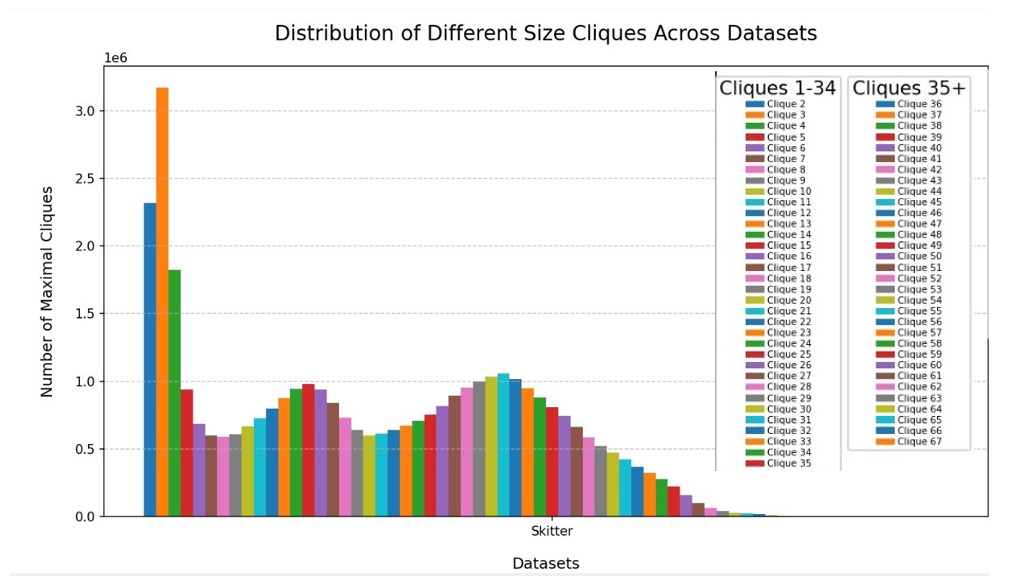 Distribution of Different Size Cliques Across Datasets
1e6
3.0
2.5
2.0
1.5
1.0
0.5
0.0
Number of Maximal Cliques
Skitter
Datasets
Cliques 1-34
Clique 2
Clique 3
Clique 4
Clique 5
Clique 6
Clique 7
Clique 8
Clique 9
Clique 10
Clique 11
Clique 12
Clique 13
Clique 14
Clique 15
Clique 16
Clique 17
Clique 18
Clique 19
Clique 20
Clique 21
Clique 22
Clique 23
Clique 24
Clique 25
Clique 26
Clique 27
Clique 28
Clique 29
Clique 30
Clique 31
Clique 32
Clique 33
Clique 34
Clique 35
Cliques 35+
Clique 36
Clique 37
Clique 38
Clique 39
Clique 40
Clique 41
Clique 42
Clique 43
Clique 44
Clique 45
Clique 46
Clique 47
Clique 48
Clique 49
Clique 50
Clique 51
Clique 52
Clique 53
Clique 54
Clique 55
Clique 56
Clique 57
Clique 58
Clique 59
Clique 60
Clique 61
Clique 62
Clique 63
Clique 64
Clique 65
Clique 66
Clique 67